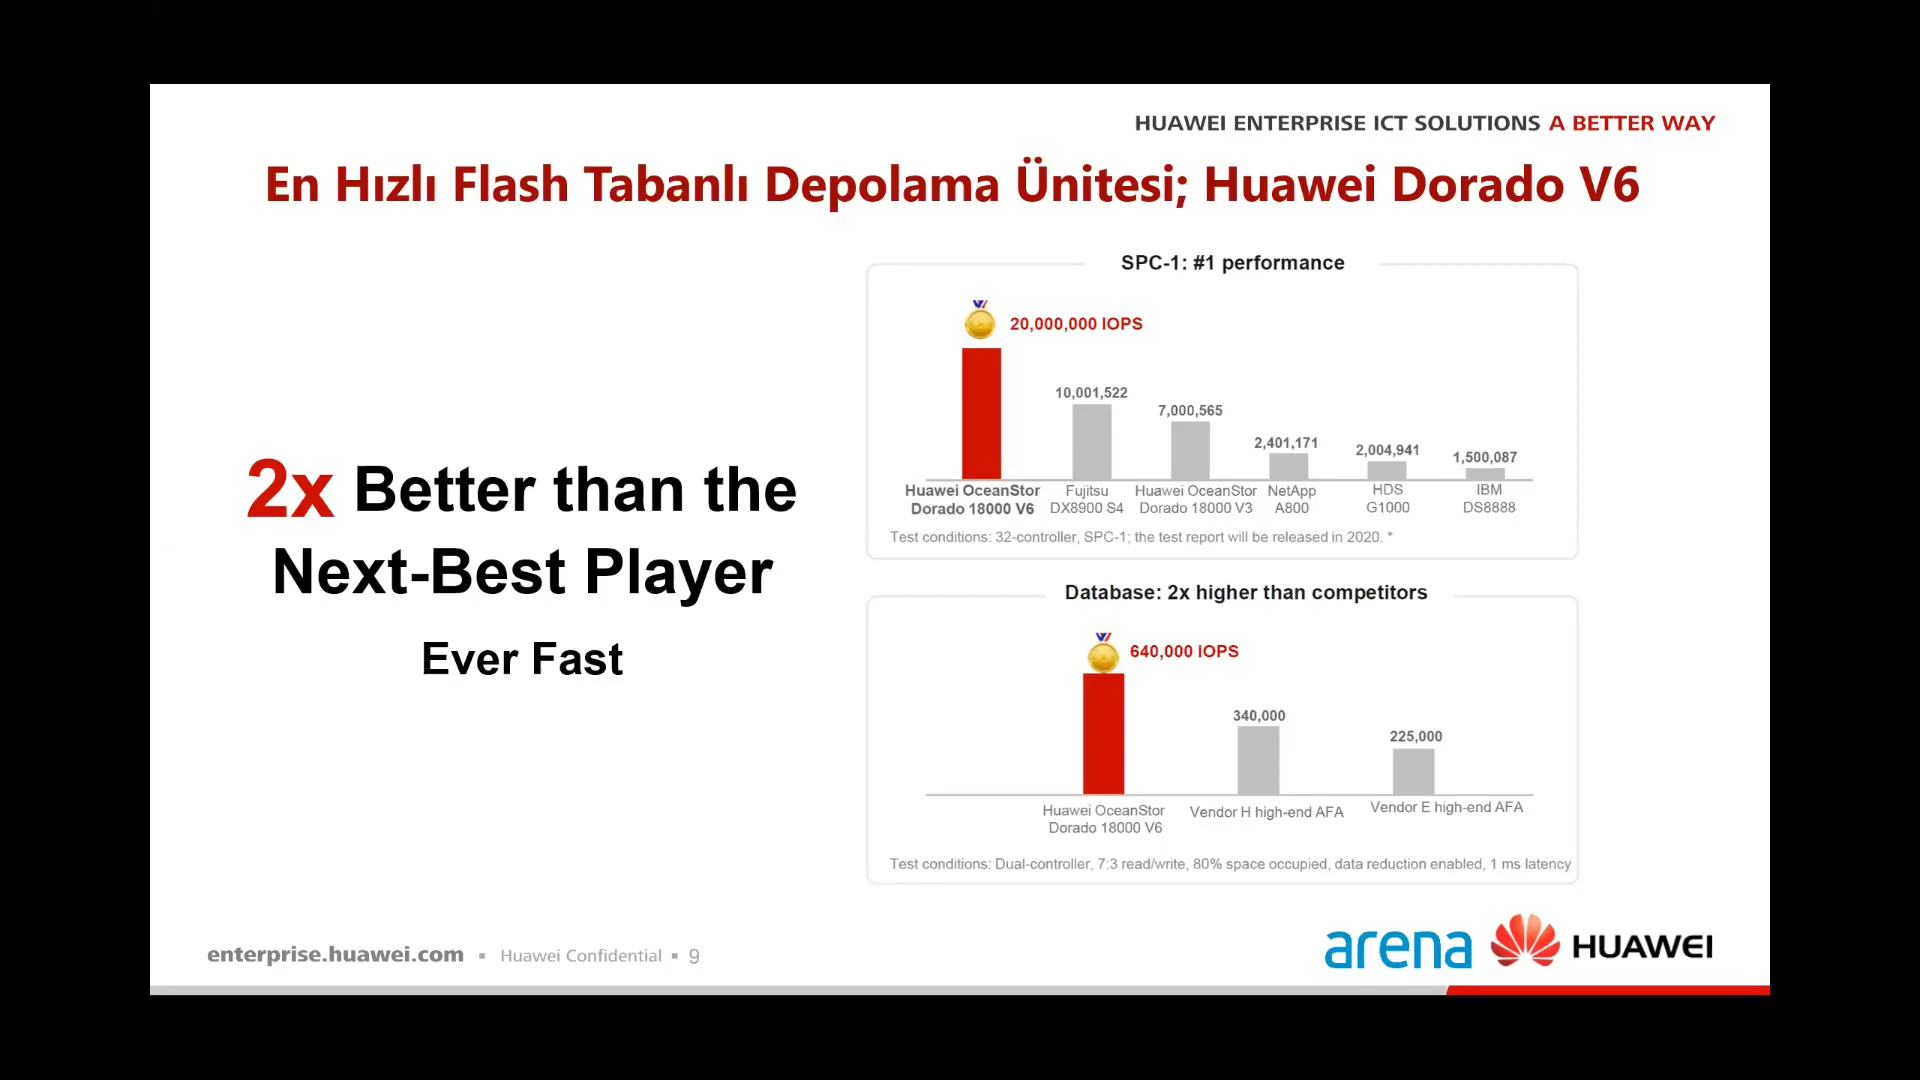 HUAWEI ENTERPRISE ICT SOLUTIONS A BETTER WAY
En Hızlı Flash Tabanlı Depolama Ünitesi; Huawei Dorado V6
2x Better than the
Next-Best Player
Ever Fast
SPC-1: #1 performance
20,000,000 IOPS
10,001,522
7,000,565
2,401,171
2,004,941
1,500,087
Huawei OceanStor
Dorado 18000 V6
Fujitsu
DX8900 S4
Huawei OceanStor
Dorado 18000 V3
NetApp
A800
HDS
G1000
IBM
DS8888
Test conditions: 32-controller, SPC-1; the test report will be released in 2020. *
Database: 2x higher than competitors
640,000 IOPS
340,000
225,000
Huawei OceanStor
Dorado 18000 V6
Vendor H high-end AFA
Vendor E high-end AFA
Test conditions: Dual-controller, 7:3 read/write, 80% space occupied, data reduction enabled, 1 ms latency
enterprise.huawei.com ▪ Huawei Confidential ▪ 9
arena
HUAWEI